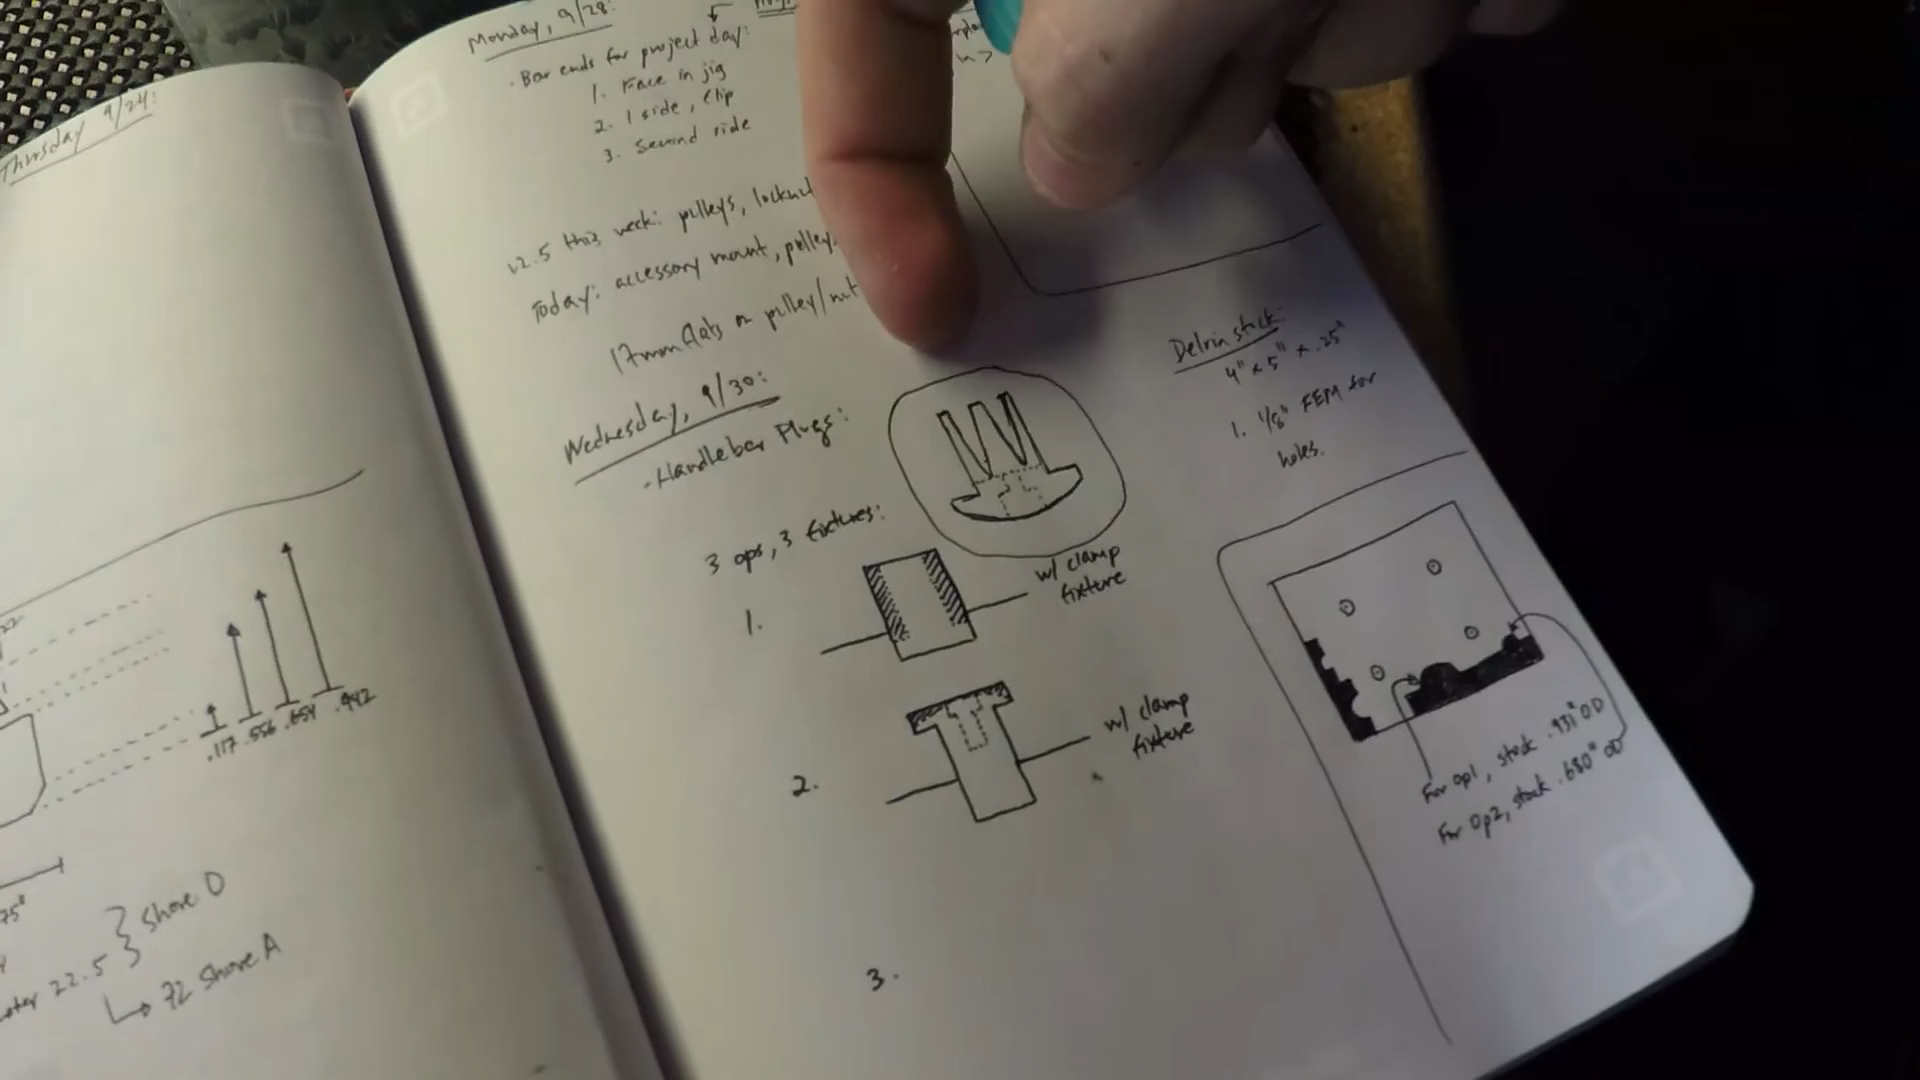 Thursday 9/24:
.117 .556 .654 .942
75"
22.5
Shore D
72 Shore A
Monday, 9/28:
· Bar ends for project day:
1. Face in jig
2. 1 side, clip
3. Second side
v2.5 this week: pulleys,
Today: accessory mount,
17mm flats on pulley/nut
Wednesday, 9/30:
- Handlebar Plugs:
3 ops, 3 fixtures:
1.
w/ clamp
fixture
2.
w/ clamp
fixture
3.
Delrin stock:
4" x 5" x .25"
1. 1/8" FEM for
holes.
For Op1, stock .931" OD
For Op2, stock .680" OD